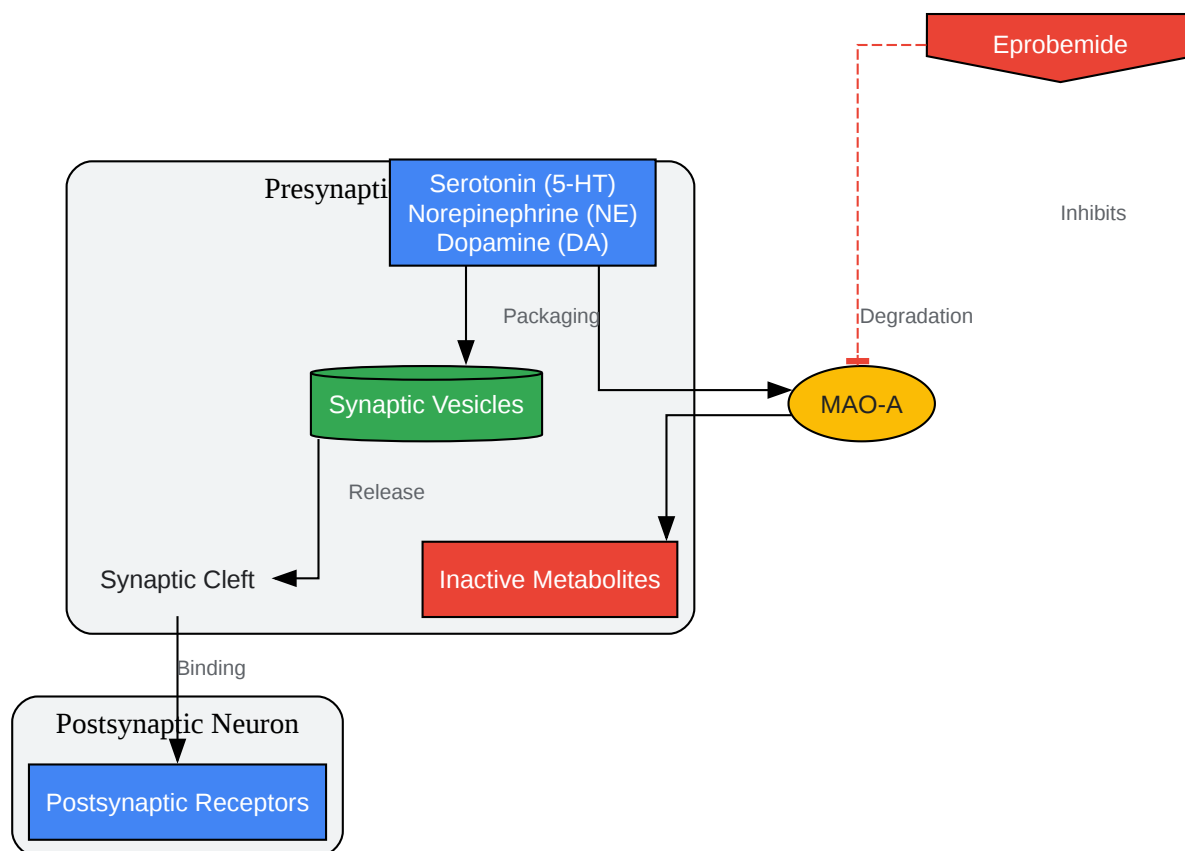 Eprobemide
Presynapti
Serotonin (5-HT)
Norepinephrine (NE)
Dopamine (DA)
Inhibits
Packaging
Degradation
Synaptic Vesicles
MAO-A
Release
Synaptic Cleft
Inactive Metabolites
Binding
Postsynaptic Neuron
Postsynaptic Receptors